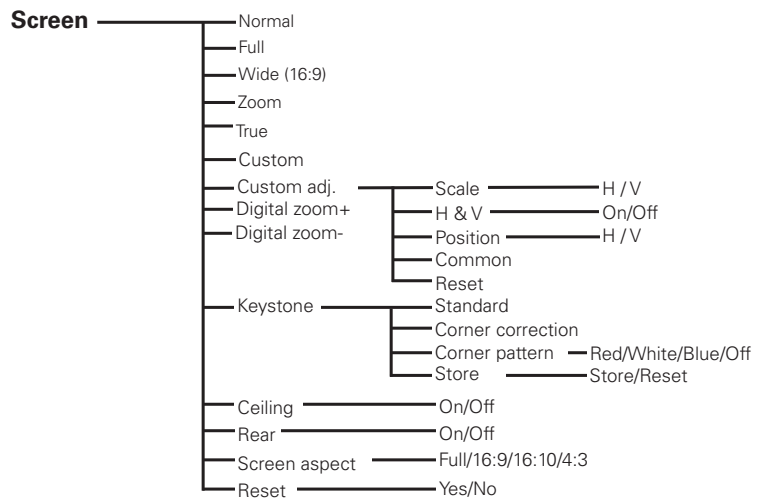 Screen
Normal
Full
Wide (16:9)
Zoom
True
Custom
Custom adj.
Scale
H / V
H & V
On/Off
Position
H / V
Common
Reset
Digital zoom+
Digital zoom-
Keystone
Standard
Corner correction
Corner pattern
Red/White/Blue/Off
Store
Store/Reset
Ceiling
On/Off
Rear
On/Off
Screen aspect
Full/16:9/16:10/4:3
Reset
Yes/No